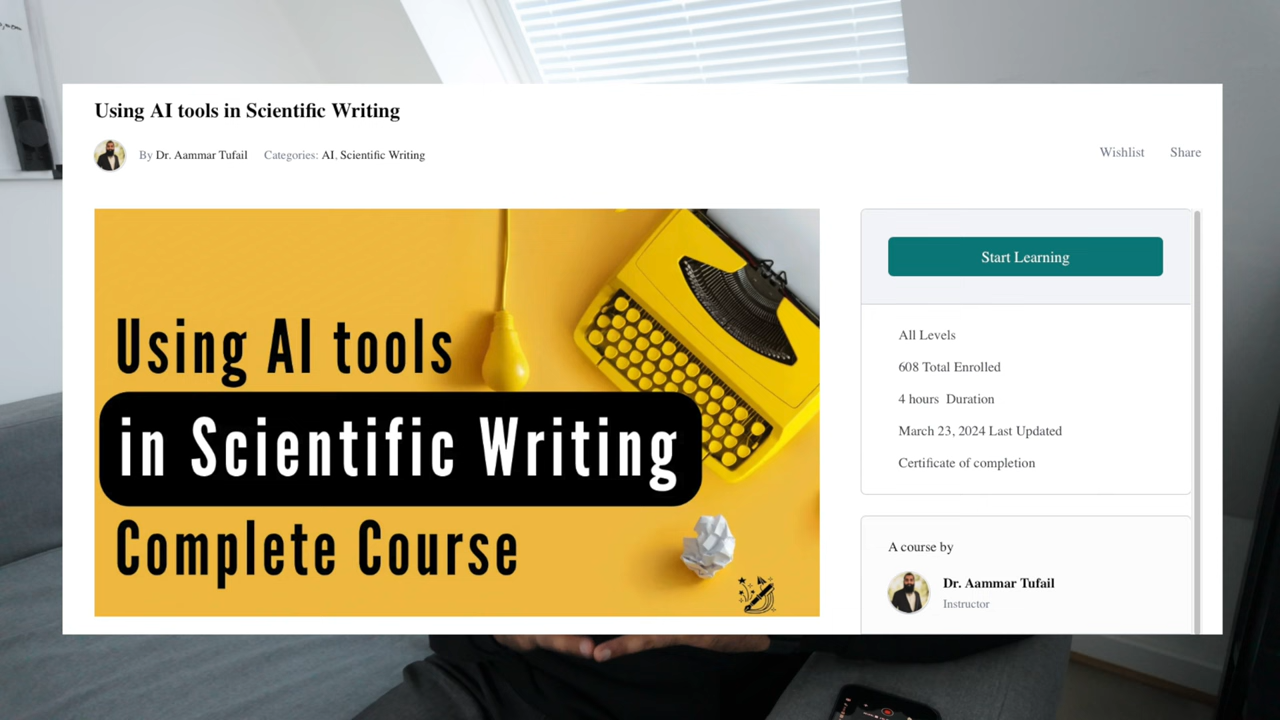 Using AI tools in Scientific Writing
By Dr. Aammar Tufail Categories: AI, Scientific Writing
Wishlist Share
Using AI tools
in Scientific Writing
Complete Course
Start Learning
All Levels
608 Total Enrolled
4 hours Duration
March 23, 2024 Last Updated
Certificate of completion
A course by
Dr. Aammar Tufail
Instructor